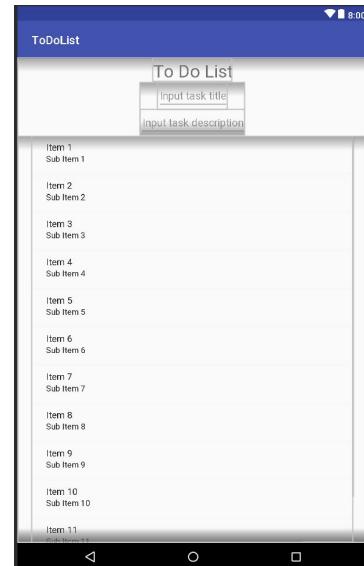 8:00
ToDoList
To Do List
Input task title
Input task description
Item 1
Sub Item 1
Item 2
Sub Item 2
Item 3
Sub Item 3
Item 4
Sub Item 4
Item 5
Sub Item 5
Item 6
Sub Item 6
Item 7
Sub Item 7
Item 8
Sub Item 8
Item 9
Sub Item 9
Item 10
Sub Item 10
Item 11
Sub Item 11